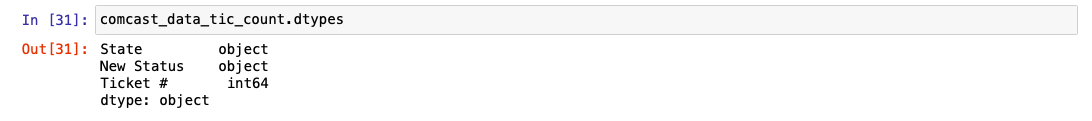 In [31]: comcast_data_tic_count.dtypes
Out[31]: State object
New Status object
Ticket # int64
dtype: object